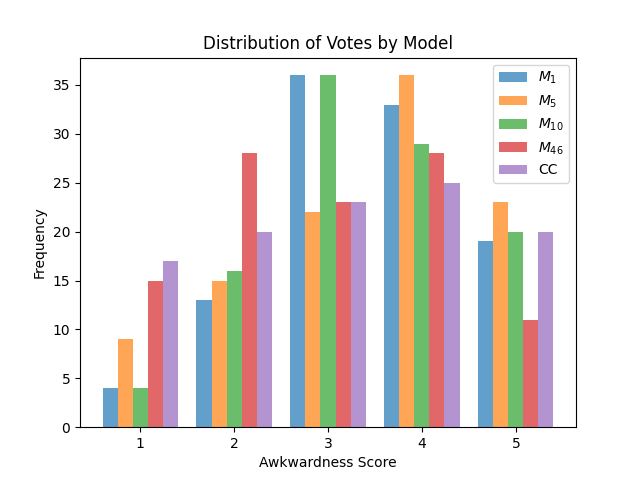 Distribution of Votes by Model
35
30
25
20
15
10
5
0
Frequency
M₁
M₅
M₁₀
M₄₆
CC
1 2 3 4 5
Awkwardness Score